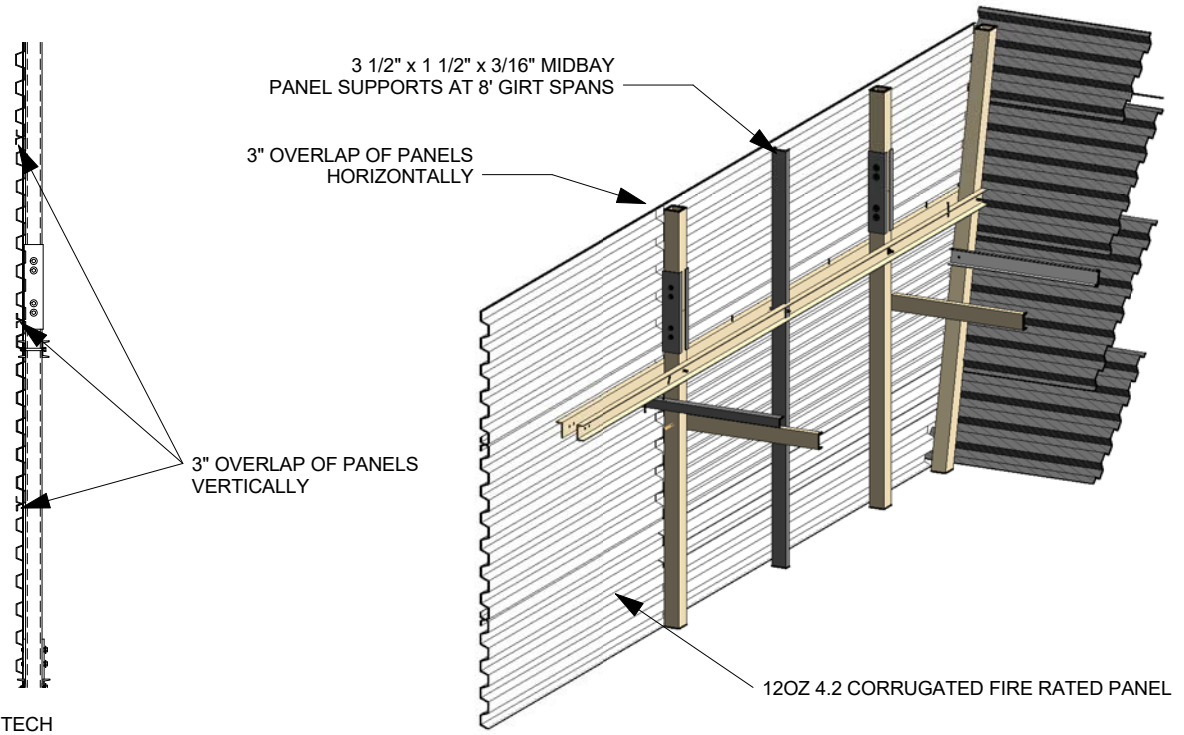 3 1/2" x 1 1/2" x 3/16" MIDBAY
PANEL SUPPORTS AT 8' GIRT SPANS
3" OVERLAP OF PANELS
HORIZONTALLY
3" OVERLAP OF PANELS
VERTICALLY
12OZ 4.2 CORRUGATED FIRE RATED PANEL
TECH